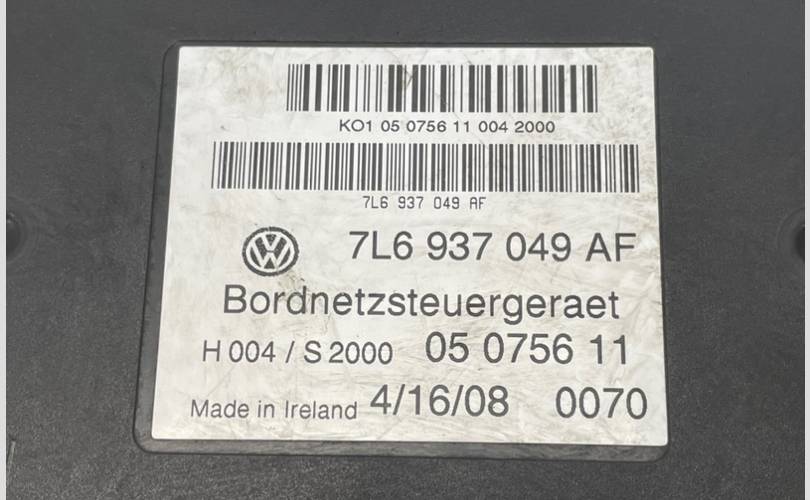 KO1 05 0756 11 004 2000
7L6 937 049 AF
7L6 937 049 AF
Bordnetzsteuergeraet
H 004 / S 2000 05 0756 11
Made in Ireland 4/16/08 0070